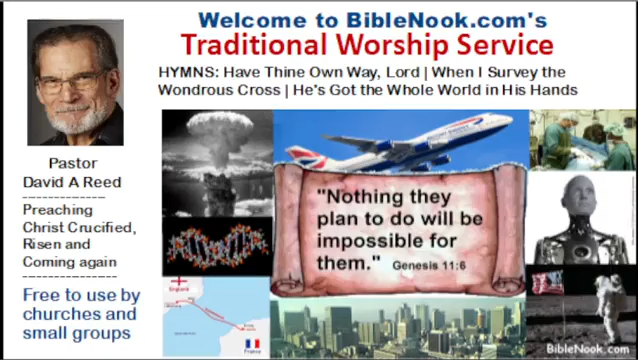 Welcome to BibleNook.com's
Traditional Worship Service
HYMNS: Have Thine Own Way, Lord | When I Survey the
Wondrous Cross | He's Got the Whole World in His Hands
Pastor
David A Reed
Preaching
Christ Crucified,
Risen and
Coming again
Free to use by
churches and
small groups
"Nothing they
plan to do will be
impossible for
them." Genesis 11:6
England
France
BibleNook.com